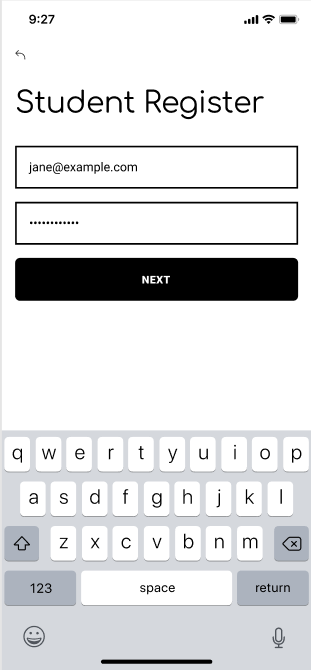 9:27
Student Register
jane@example.com
••••••••••••
NEXT
q w e r t y u i o p
a s d f g h j k l
z x c v b n m
123 space return